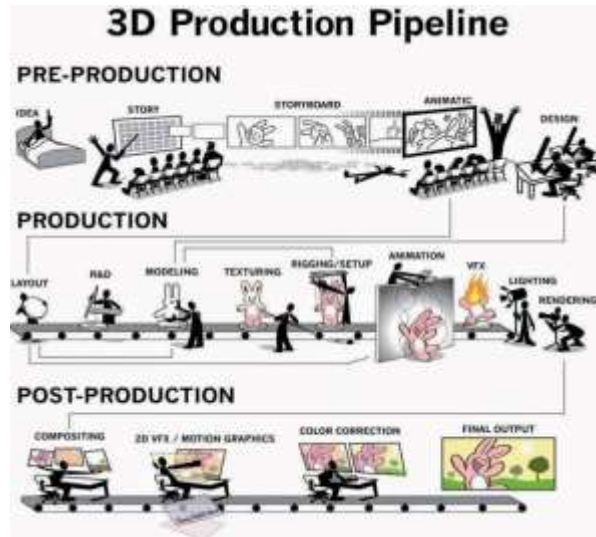 3D Production Pipeline
PRE-PRODUCTION
IDEA
STORY
STORYBOARD
ANIMATIC
DESIGN
PRODUCTION
LAYOUT
R&D
MODELING
TEXTURING
RIGGING/SETUP
ANIMATION
VFX
LIGHTING
RENDERING
POST-PRODUCTION
COMPOSITING
2D VFX / MOTION GRAPHICS
COLOR CORRECTION
FINAL OUTPUT